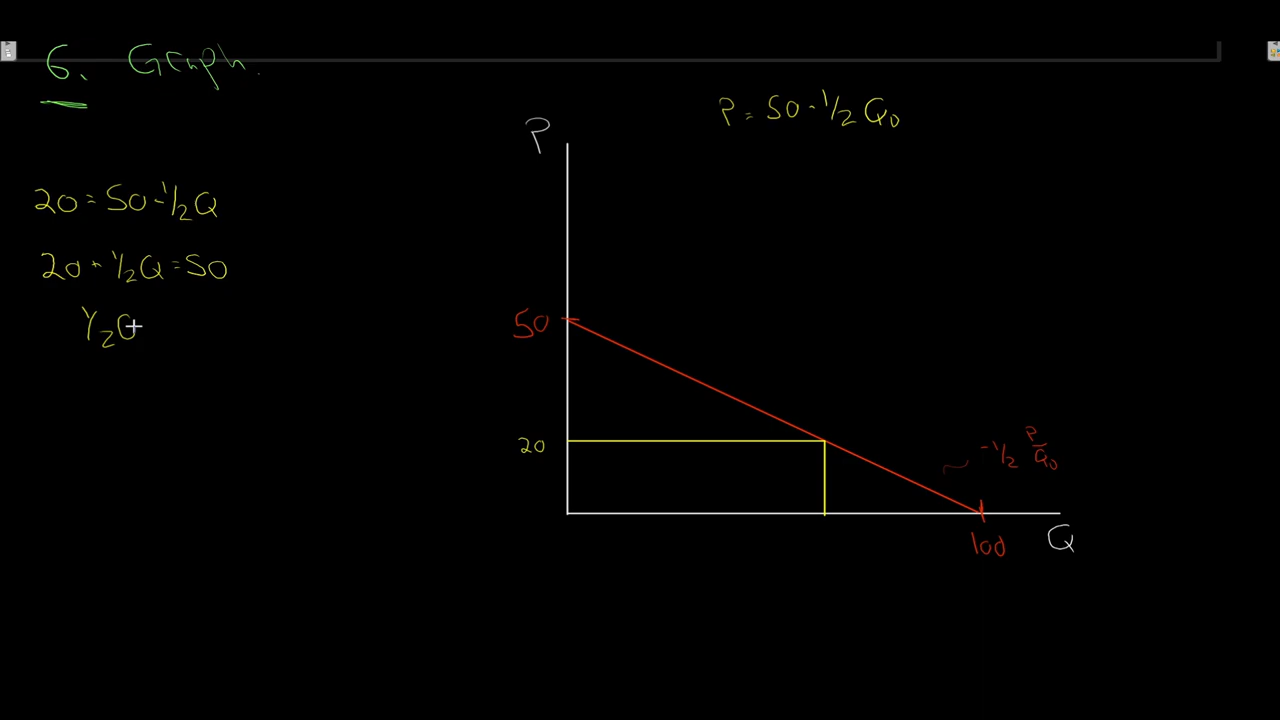 6. Graph.
P = 50 - 1/2 QD
P
20 = 50 - 1/2 Q
20 + 1/2 Q = 50
1/2 Q
50
20
-1/2 P/QD
100
Q